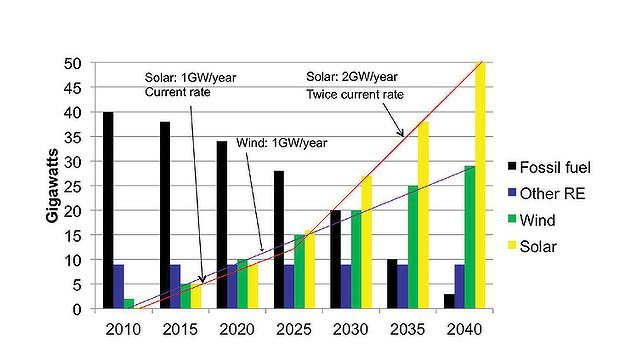 50
45
40
35
30
25
20
15
10
5
0
Gigawatts
Solar: 1GW/year
Current rate
Wind: 1GW/year
Solar: 2GW/year
Twice current rate
2010 2015 2020 2025 2030 2035 2040
Fossil fuel
Other RE
Wind
Solar